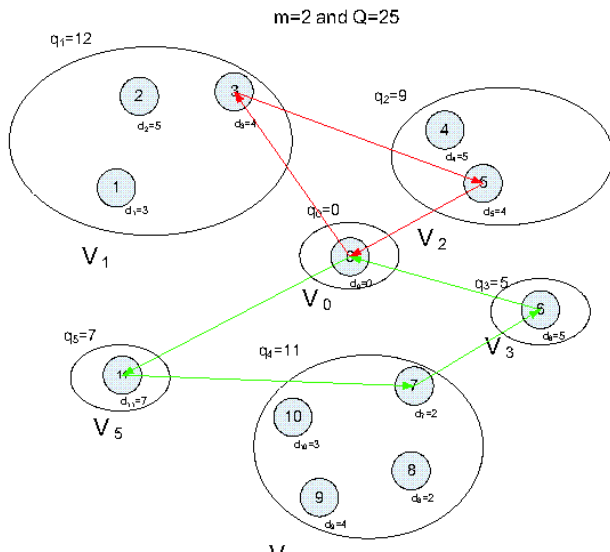 m=2 and Q=25
q₁=12
2
d₂=5
3
d₃=4
1
d₁=3
V₁
q₂=9
4
d₄=5
5
d₅=4
V₂
q₀=0
0
d₀=0
V₀
q₃=5
6
d₆=5
V₃
q₅=7
11
d₁₁=7
V₅
q₄=11
7
d₇=2
10
d₁₀=3
8
d₈=2
9
d₉=4
V